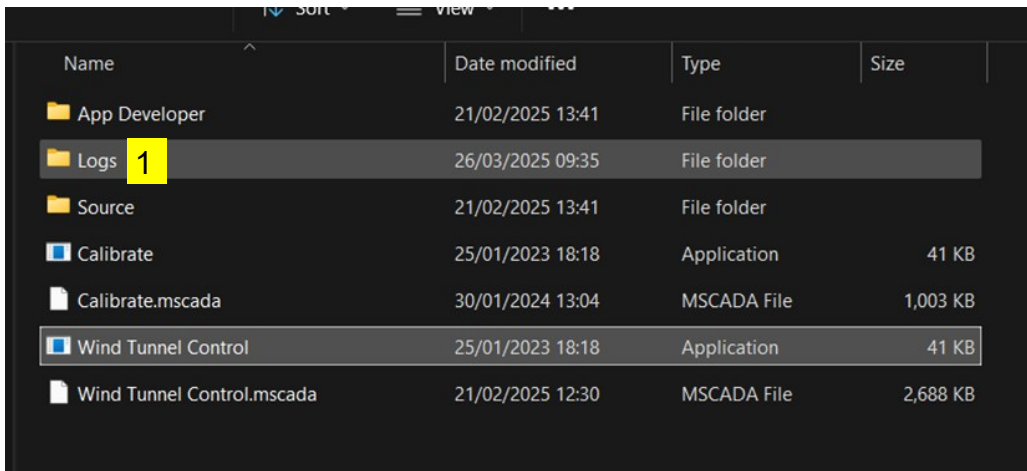 Sort View
Name Date modified Type Size
App Developer 21/02/2025 13:41 File folder
Logs 1 26/03/2025 09:35 File folder
Source 21/02/2025 13:41 File folder
Calibrate 25/01/2023 18:18 Application 41 KB
Calibrate.mscada 30/01/2024 13:04 MSCADA File 1,003 KB
Wind Tunnel Control 25/01/2023 18:18 Application 41 KB
Wind Tunnel Control.mscada 21/02/2025 12:30 MSCADA File 2,688 KB